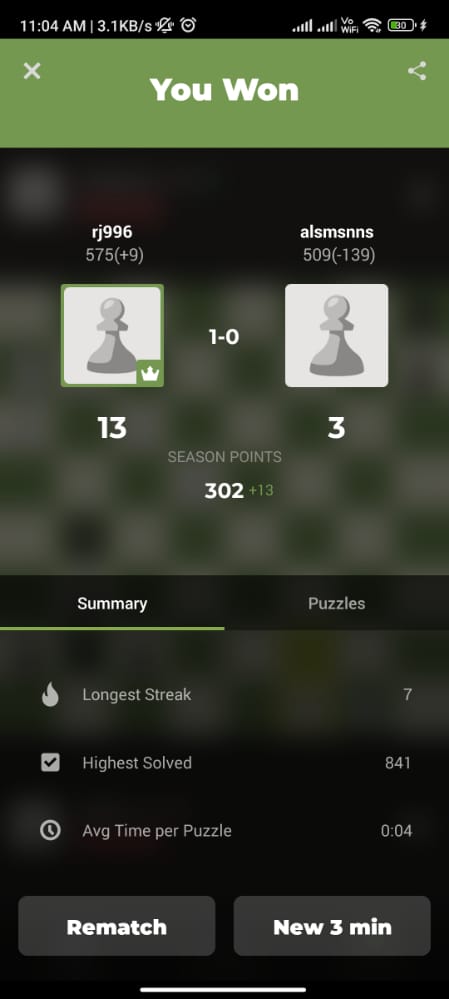 11:04 AM | 3.1KB/s
Vo
WiFi
30
You Won
rj996
alsmsnns
575(+9)
509(-139)
1-0
13
3
SEASON POINTS
302 +13
Summary
Puzzles
Longest Streak
7
Highest Solved
841
Avg Time per Puzzle
0:04
Rematch
New 3 min